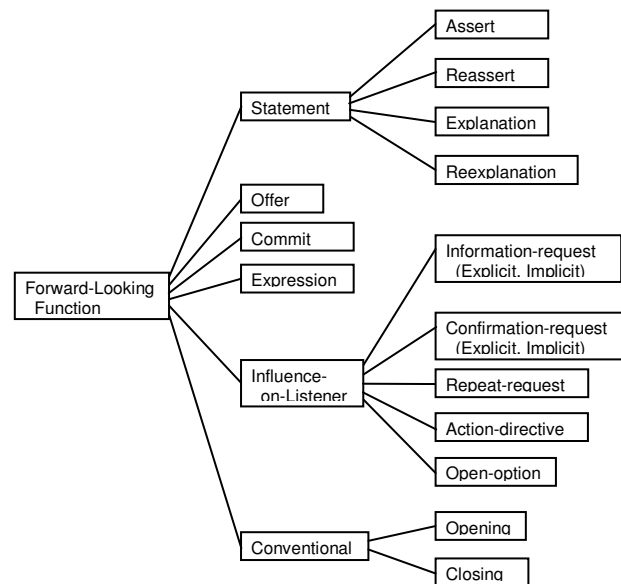 Assert
Reassert
Statement
Explanation
Reexplanation
Offer
Commit
Expression
Forward-Looking
Function
Information-request
(Explicit, Implicit)
Confirmation-request
(Explicit, Implicit)
Influence-
on-Listener
Repeat-request
Action-directive
Open-option
Conventional
Opening
Closing